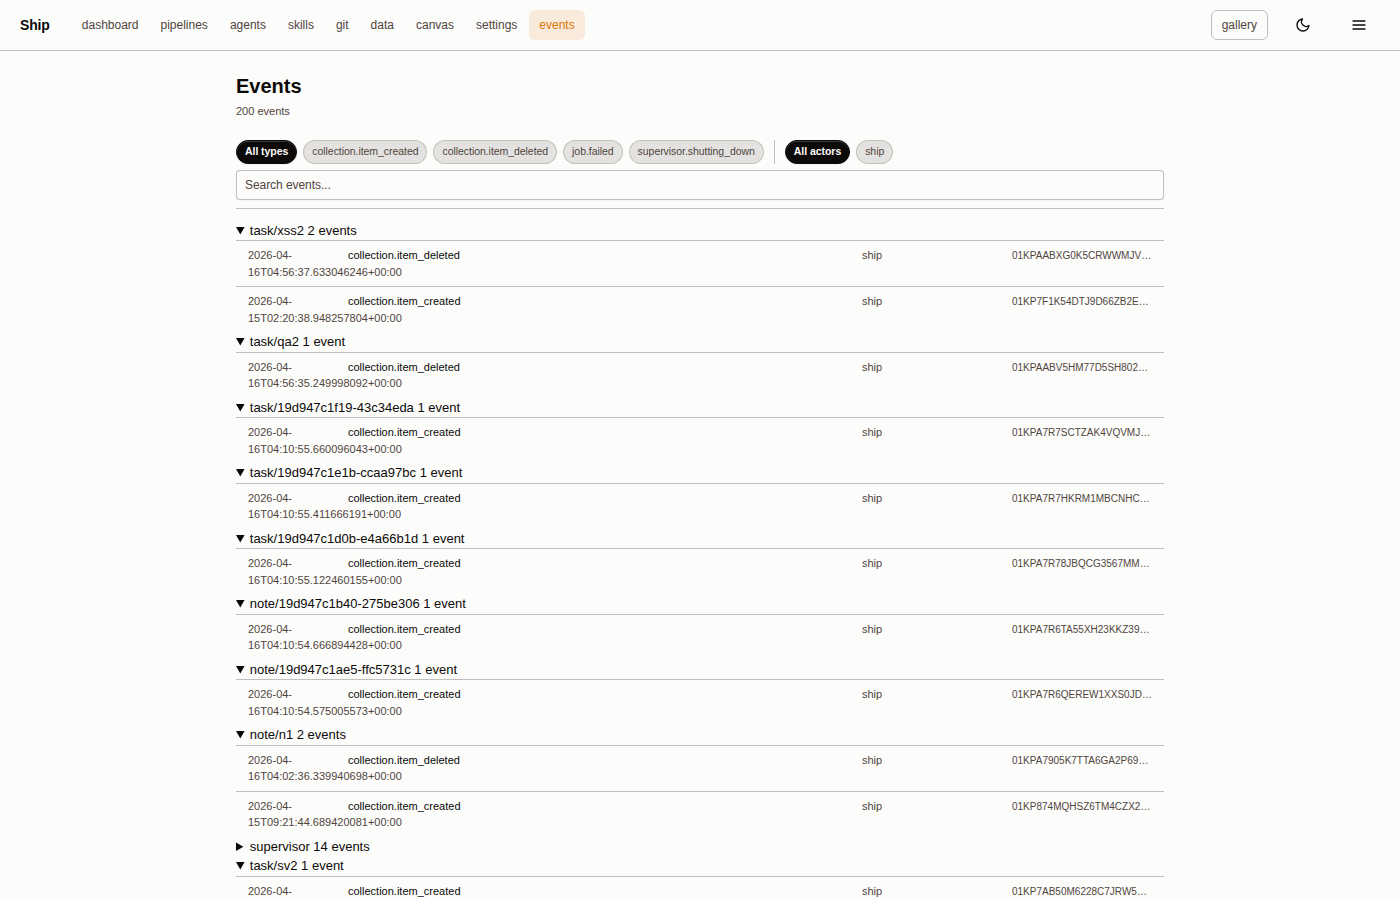 Ship dashboard pipelines agents skills git data canvas settings events gallery
Events
200 events
All types collection.item_created collection.item_deleted job.failed supervisor.shutting_down All actors ship
Search events...
task/xss2 2 events
2026-04-16T04:56:37.633046246+00:00 collection.item_deleted ship 01KPAABXG0K5CRWWMJV…
2026-04-15T02:20:38.948257804+00:00 collection.item_created ship 01KP7F1K54DTJ9D66ZB2E…
task/qa2 1 event
2026-04-16T04:56:35.249998092+00:00 collection.item_deleted ship 01KPAABV5HM77D5SH802…
task/19d947c1f19-43c34eda 1 event
2026-04-16T04:10:55.660096043+00:00 collection.item_created ship 01KPA7R7SCTZAK4VQVMJ…
task/19d947c1e1b-ccaa97bc 1 event
2026-04-16T04:10:55.411666191+00:00 collection.item_created ship 01KPA7R7HKRM1MBCNHC…
task/19d947c1d0b-e4a66b1d 1 event
2026-04-16T04:10:55.122460155+00:00 collection.item_created ship 01KPA7R78JBQCG3567MM…
note/19d947c1b40-275be306 1 event
2026-04-16T04:10:54.666894428+00:00 collection.item_created ship 01KPA7R6TA55XH23KKZ39…
note/19d947c1ae5-ffc5731c 1 event
2026-04-16T04:10:54.575005573+00:00 collection.item_created ship 01KPA7R6QEREW1XXS0JD…
note/n1 2 events
2026-04-16T04:02:36.339940698+00:00 collection.item_deleted ship 01KPA7905K7TTA6GA2P69…
2026-04-15T09:21:44.689420081+00:00 collection.item_created ship 01KP874MQHSZ6TM4CZX2…
supervisor 14 events
task/sv2 1 event
2026-04- collection.item_created ship 01KP7AB50M6228C7JRW5…